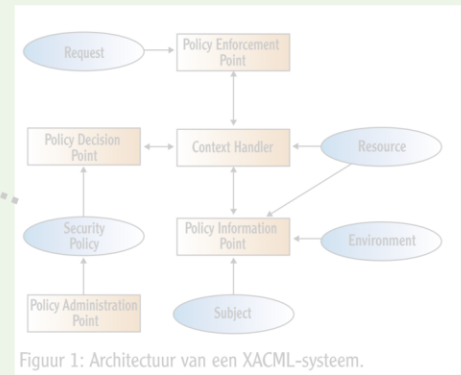 Request
Policy Enforcement
Point
Policy Decision
Point
Context Handler
Resource
Security
Policy
Policy Information
Point
Environment
Policy Administration
Point
Subject
Figuur 1: Architectuur van een XACML-systeem.